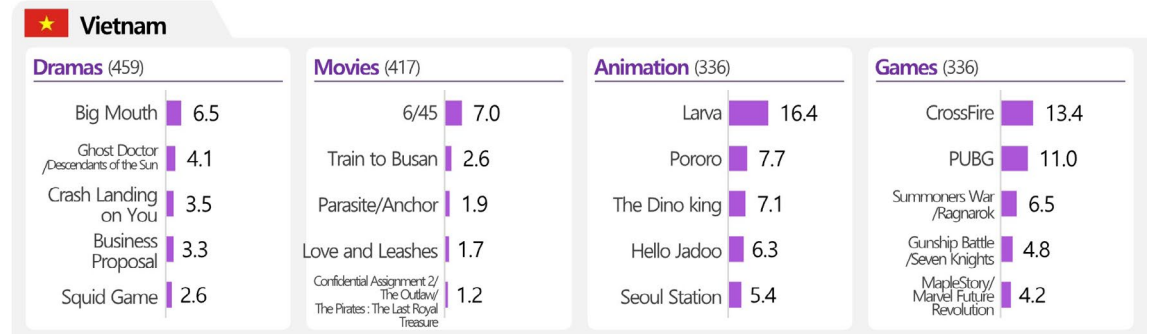 Vietnam
Dramas (459)
Big Mouth 6.5
Ghost Doctor
/Descendants of the Sun 4.1
Crash Landing
on You 3.5
Business
Proposal 3.3
Squid Game 2.6
Movies (417)
6/45 7.0
Train to Busan 2.6
Parasite/Anchor 1.9
Love and Leashes 1.7
Confidential Assignment 2/
The Outlaw/
The Pirates : The Last Royal
Treasure 1.2
Animation (336)
Larva 16.4
Pororo 7.7
The Dino king 7.1
Hello Jadoo 6.3
Seoul Station 5.4
Games (336)
CrossFire 13.4
PUBG 11.0
Summoners War
/Ragnarok 6.5
Gunship Battle
/Seven Knights 4.8
MapleStory/
Marvel Future
Revolution 4.2